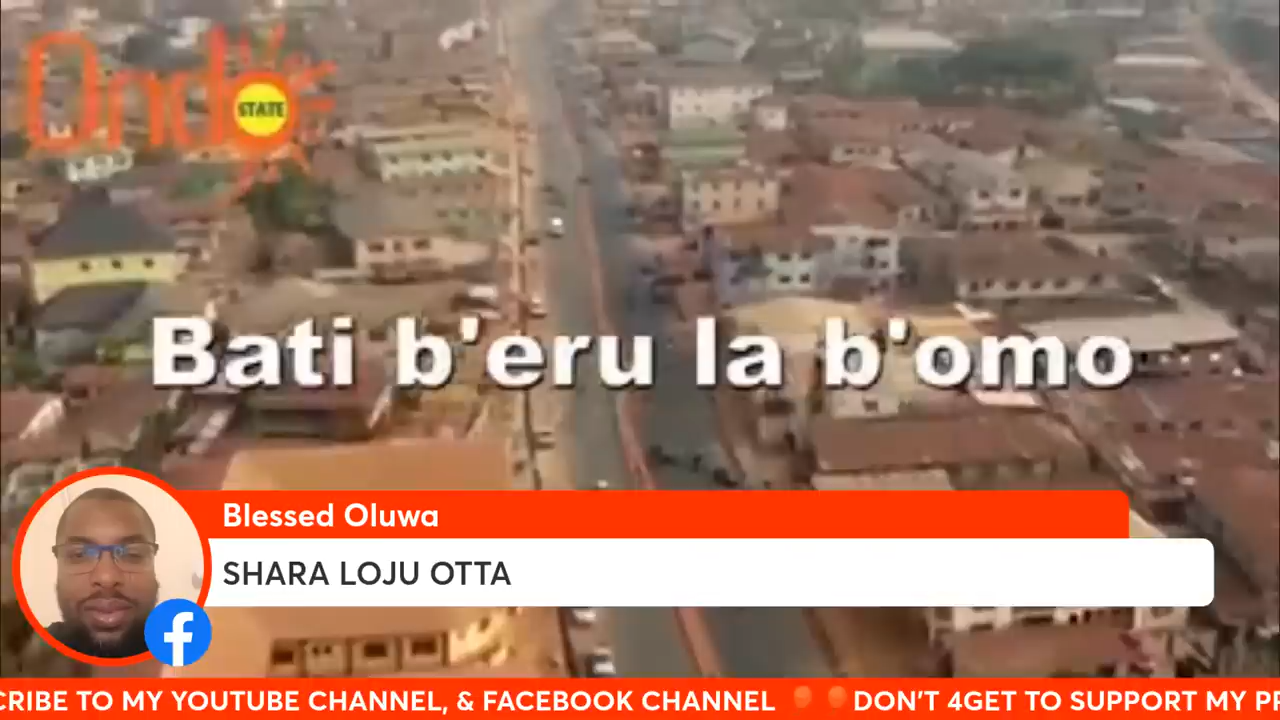 Ondo
STATE
Bati b'eru la b'omo
Blessed Oluwa
SHARA LOJU OTTA
CRIBE TO MY YOUTUBE CHANNEL, & FACEBOOK CHANNEL DON'T 4GET TO SUPPORT MY PR